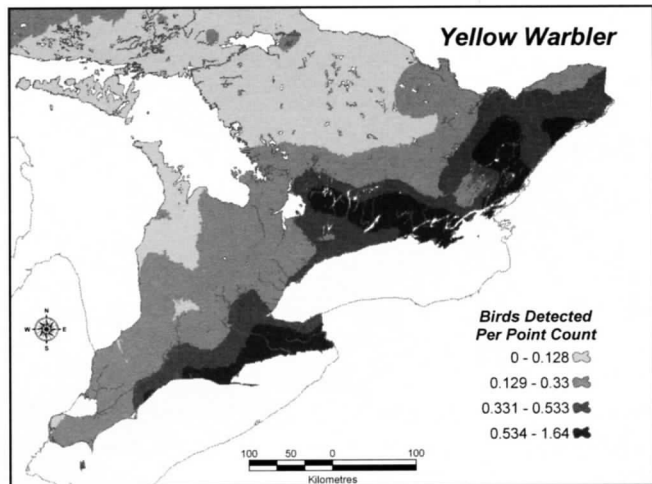 Yellow Warbler
N
W E
S
Birds Detected
Per Point Count
0 - 0.128
0.129 - 0.33
0.331 - 0.533
0.534 - 1.64
100 50 0 100
Kilometres